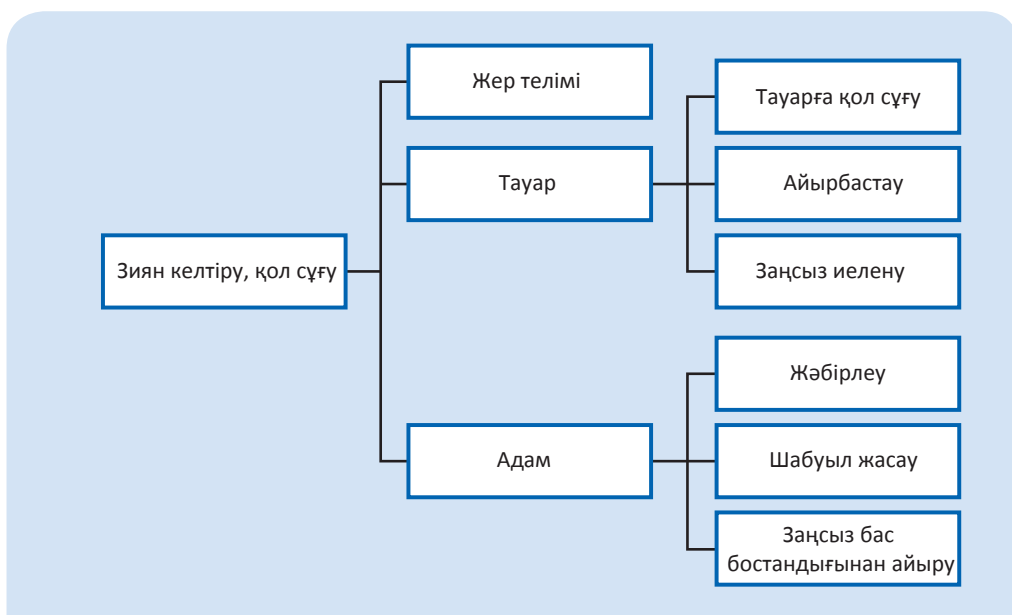 Жер телімі
Тауарға қол сұғу
Тауар
Айырбастау
Зиян келтіру, қол сұғу
Заңсыз иелену
Жәбірлеу
Адам
Шабуыл жасау
Заңсыз бас
бостандығынан айыру